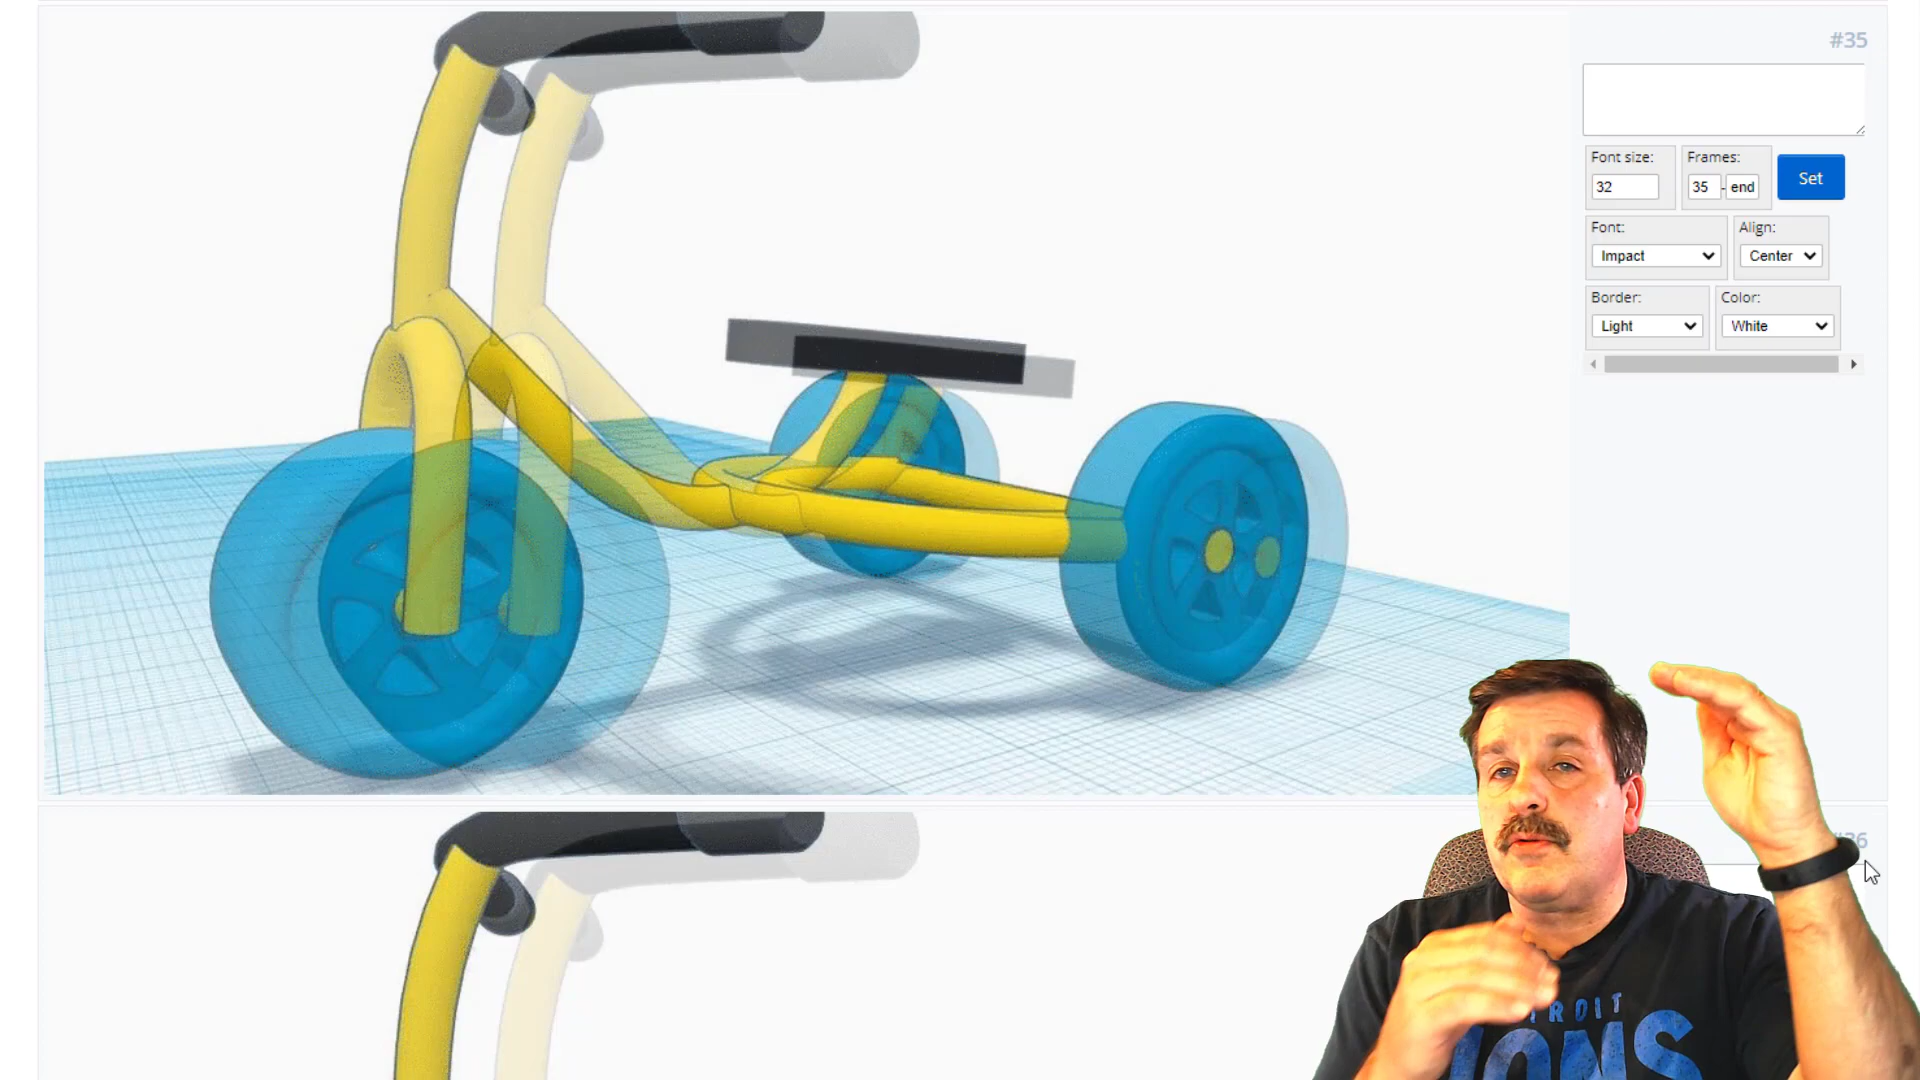 #35
Font size:
32
Frames:
35 - end
Set
Font:
Impact
Align:
Center
Border:
Light
Color:
White